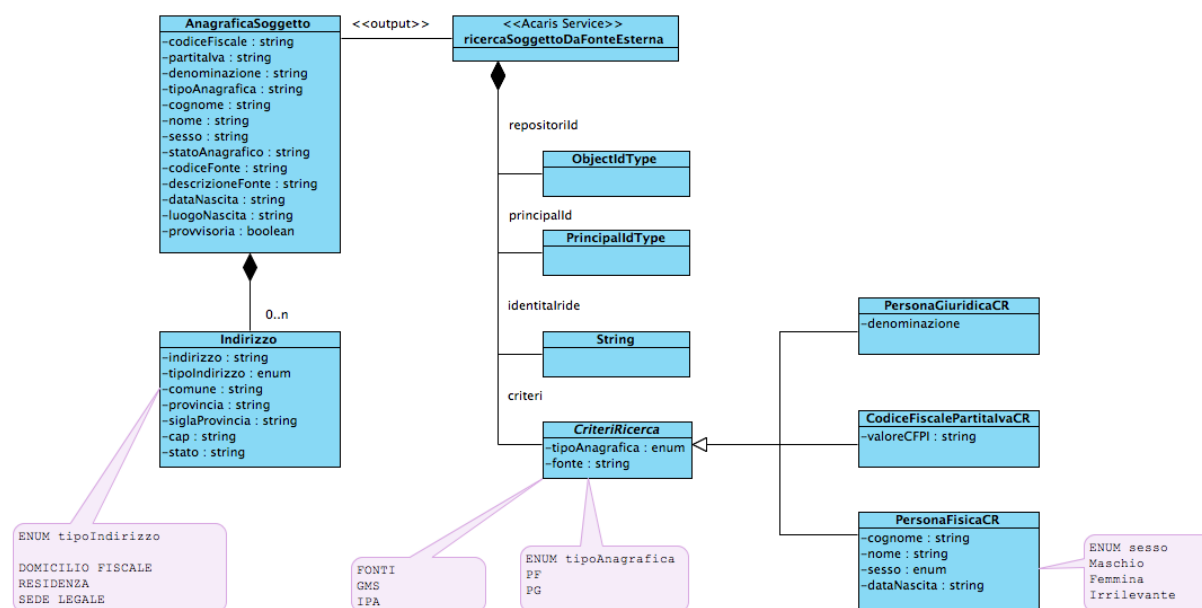 AnagraficaSoggetto
-codiceFiscale : string
-partitaIva : string
-denominazione : string
-tipoAnagrafica : string
-cognome : string
-nome : string
-sesso : string
-statoAnagrafico : string
-codiceFonte : string
-descrizioneFonte : string
-dataNascita : string
-luogoNascita : string
-provvisoria : boolean
<<output>>
<<Acaris Service>>
ricercaSoggettoDaFonteEsterna
repositoriId
ObjectIdType
principalId
PrincipalIdType
identitaIride
String
criteri
CriteriRicerca
-tipoAnagrafica : enum
-fonte : string
0..n
Indirizzo
-indirizzo : string
-tipoIndirizzo : enum
-comune : string
-provincia : string
-siglaProvincia : string
-cap : string
-stato : string
PersonaGiuridicaCR
-denominazione
CodiceFiscalePartitaIvaCR
-valoreCFPI : string
PersonaFisicaCR
-cognome : string
-nome : string
-sesso : enum
-dataNascita : string
ENUM tipoIndirizzo
DOMICILIO FISCALE
RESIDENZA
SEDE LEGALE
FONTI
GMS
IPA
ENUM tipoAnagrafica
PF
PG
ENUM sesso
Maschio
Femmina
Irrilevante